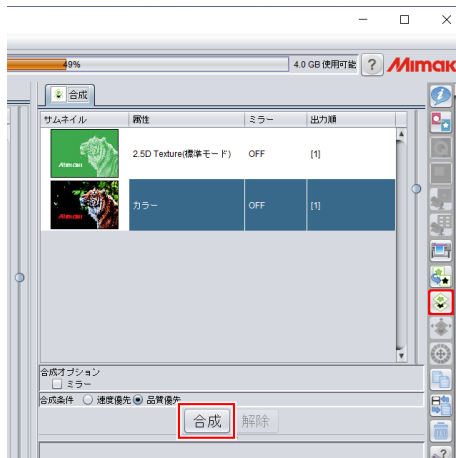 49%
4.0 GB 使用可能
?
Mimaki
合成
サムネイル 属性 ミラー 出力順
2.5D Texture(標準モード) OFF [1]
Mimaki
カラー OFF [1]
Mimaki
合成オプション
ミラー
合成条件 速度優先 品質優先
合成 解除